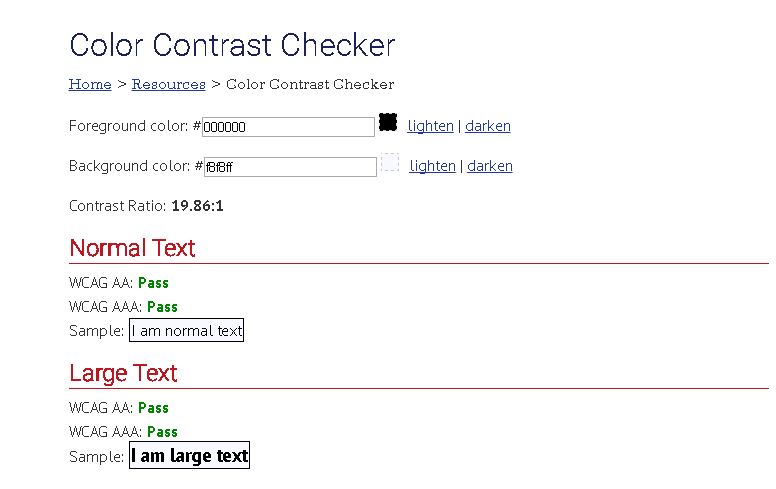 Color Contrast Checker
Home > Resources > Color Contrast Checker
Foreground color: #000000 lighten | darken
Background color: #f8f8ff lighten | darken
Contrast Ratio: 19.86:1
Normal Text
WCAG AA: Pass
WCAG AAA: Pass
Sample: I am normal text
Large Text
WCAG AA: Pass
WCAG AAA: Pass
Sample: I am large text